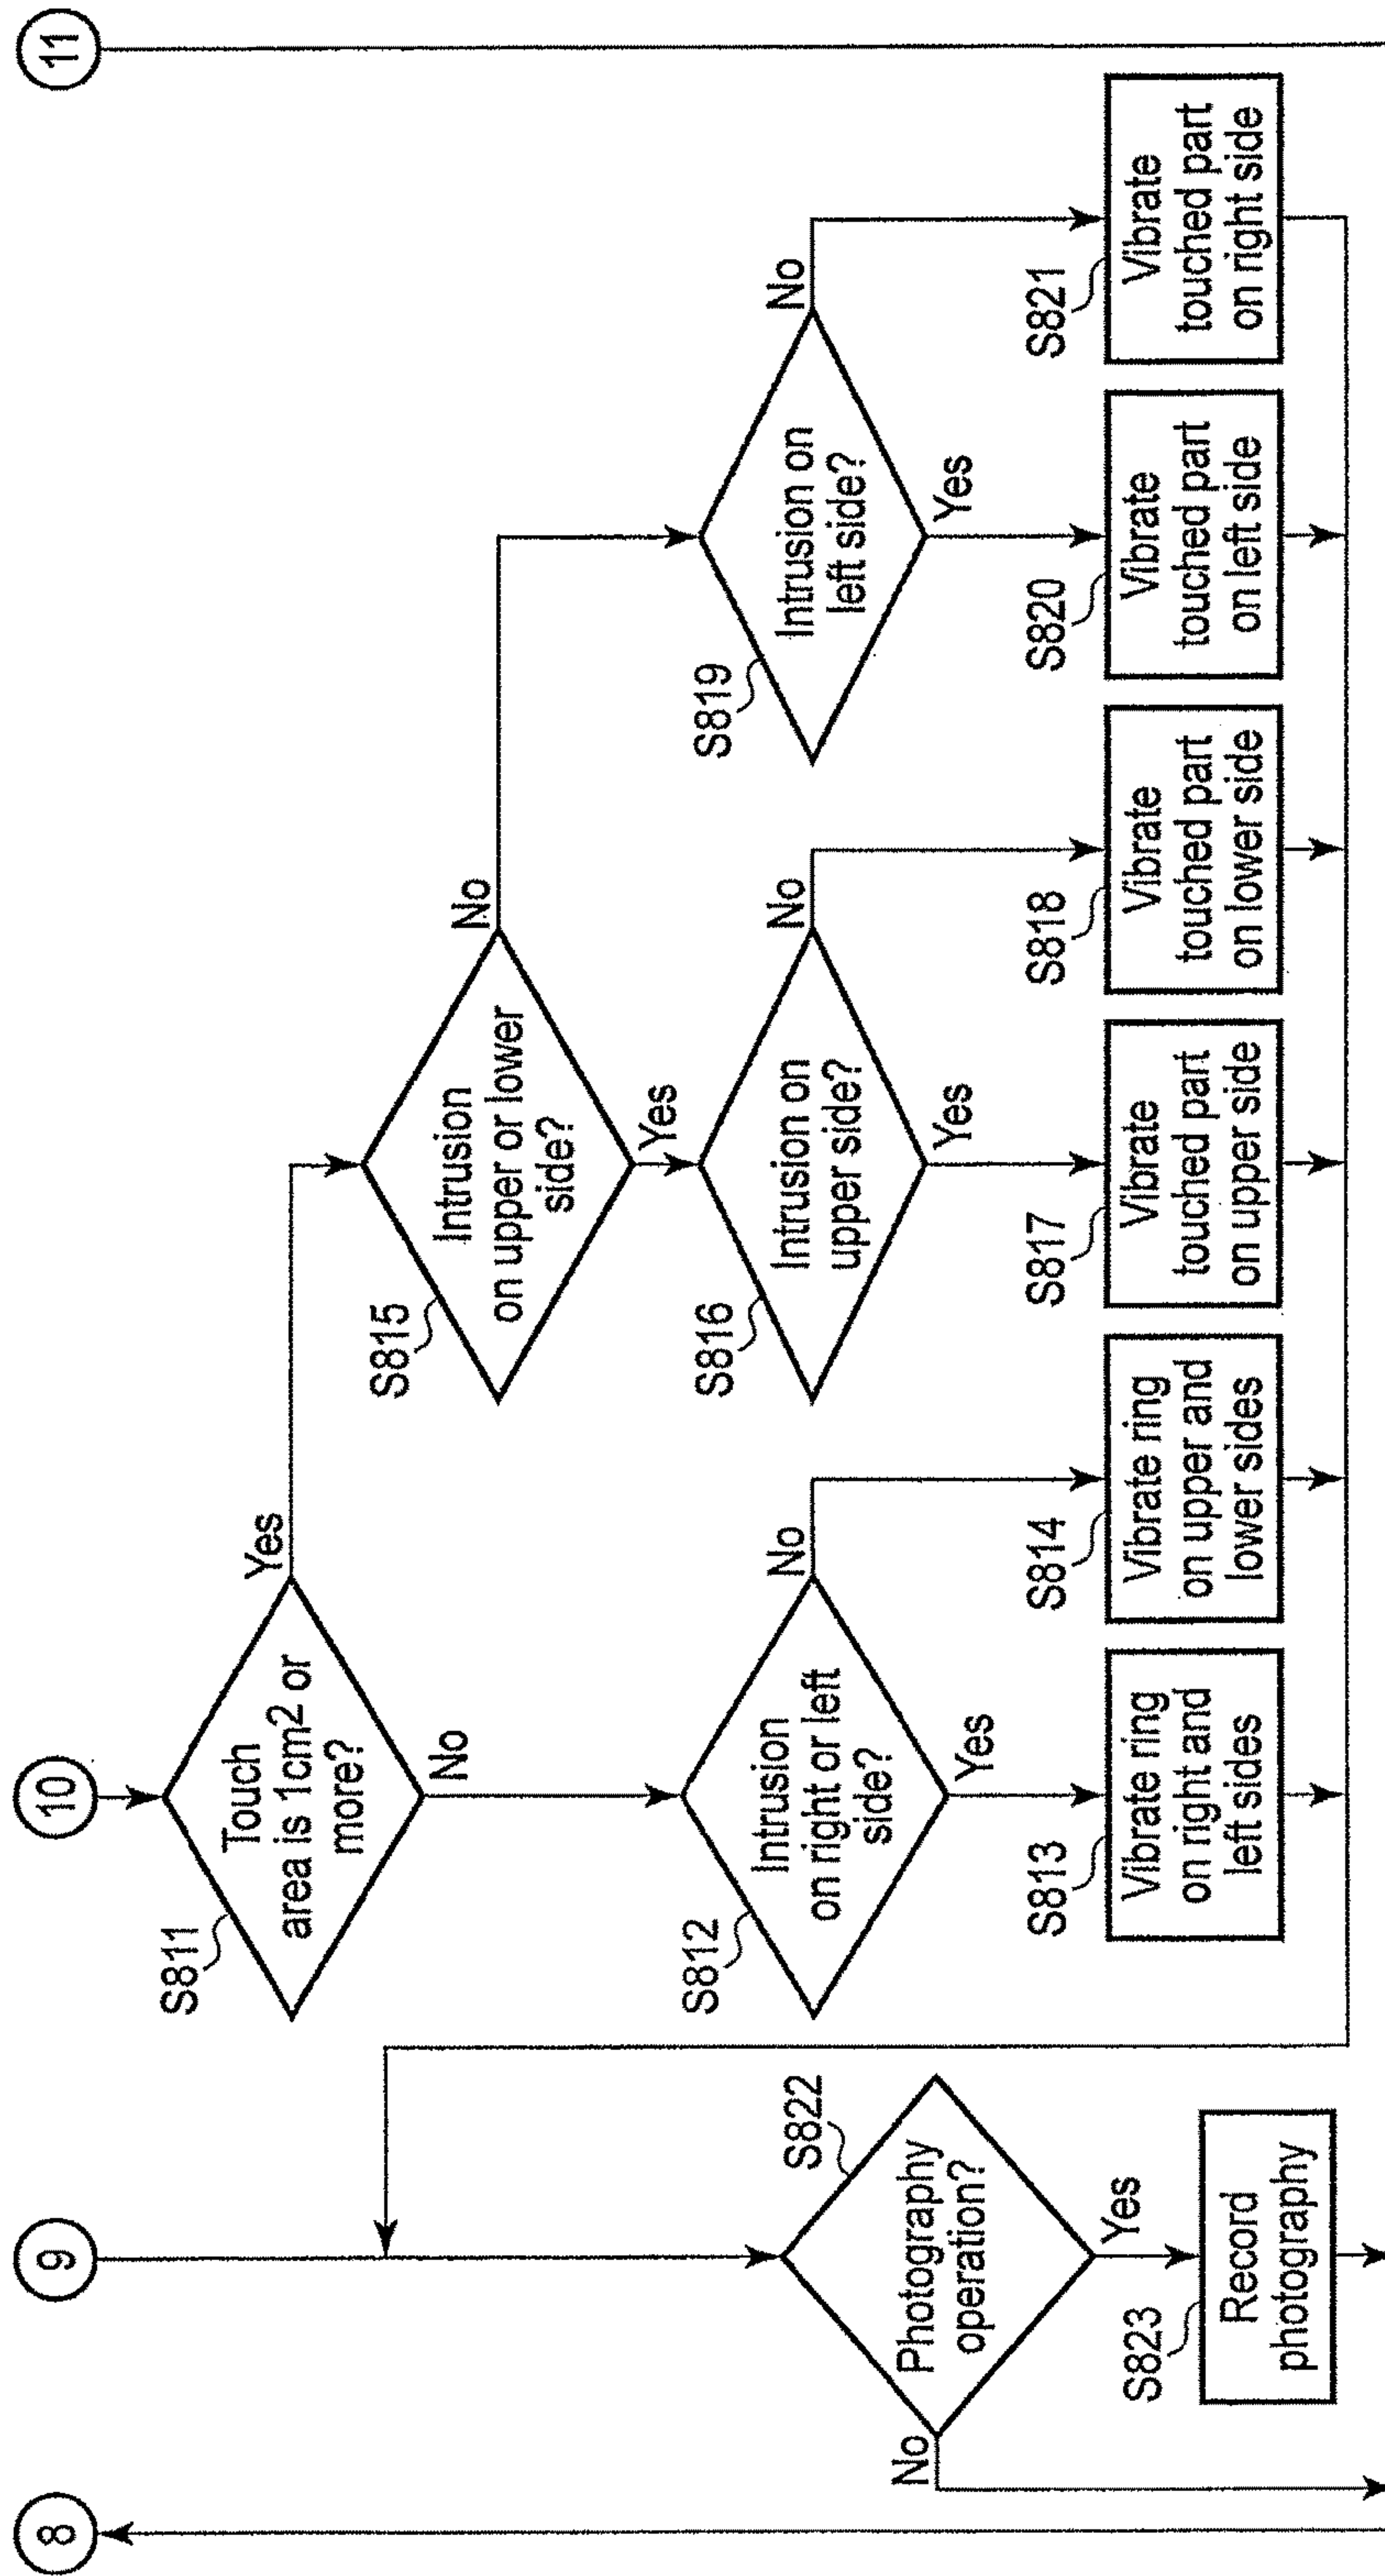 8
9
10
11
S811
Touch
area is 1cm² or
more?
Yes
No
S815
Intrusion
on upper or lower
side?
No
Yes
S812
Intrusion
on right or left
side?
No
Yes
S816
Intrusion on
upper side?
No
Yes
S819
Intrusion on
left side?
No
Yes
S813
Vibrate ring
on right and
left sides
S814
Vibrate ring
on upper and
lower sides
S817
Vibrate
touched part
on upper side
S818
Vibrate
touched part
on lower side
S820
Vibrate
touched part
on left side
S821
Vibrate
touched part
on right side
S822
Photography
operation?
No
Yes
S823
Record
photography